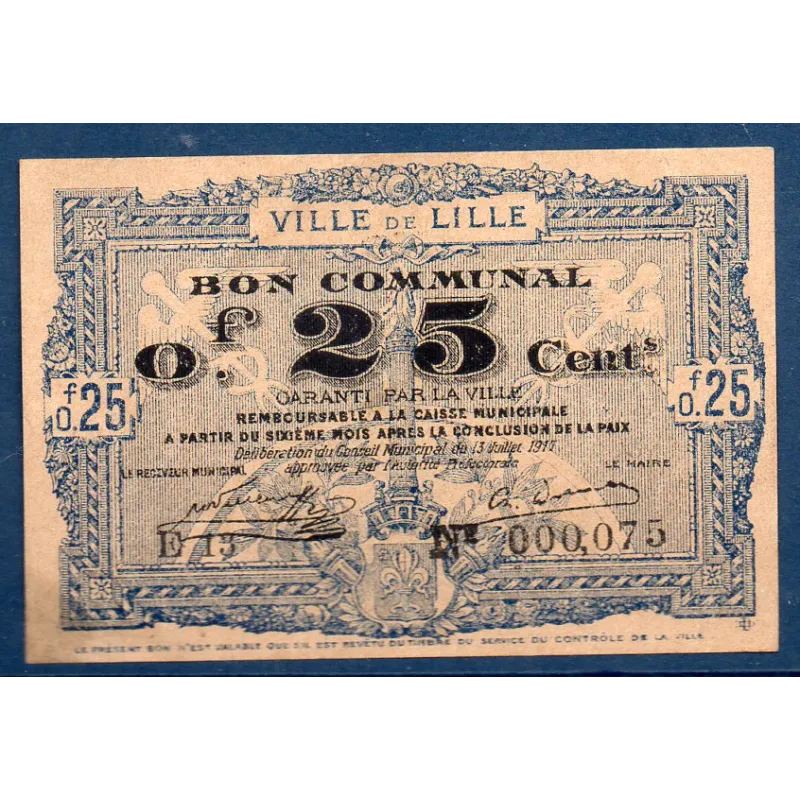 VILLE DE LILLE
BON COMMUNAL
0f.25 Cents
f 0.25
f 0.25
GARANTI PAR LA VILLE
REMBOURSABLE A LA CAISSE MUNICIPALE
A PARTIR DU SIXIÈME MOIS APRÈS LA CONCLUSION DE LA PAIX
Délibération du Conseil Municipal du 13 Juillet 1917
LE RECEVEUR MUNICIPAL approuvée par l'Autorité Préfectorale LE MAIRE
E 13 000,075
LE PRÉSENT BON N'EST VALABLE QUE S'IL EST REVETU DU TIMBRE DU SERVICE DU CONTRÔLE DE LA VILLE